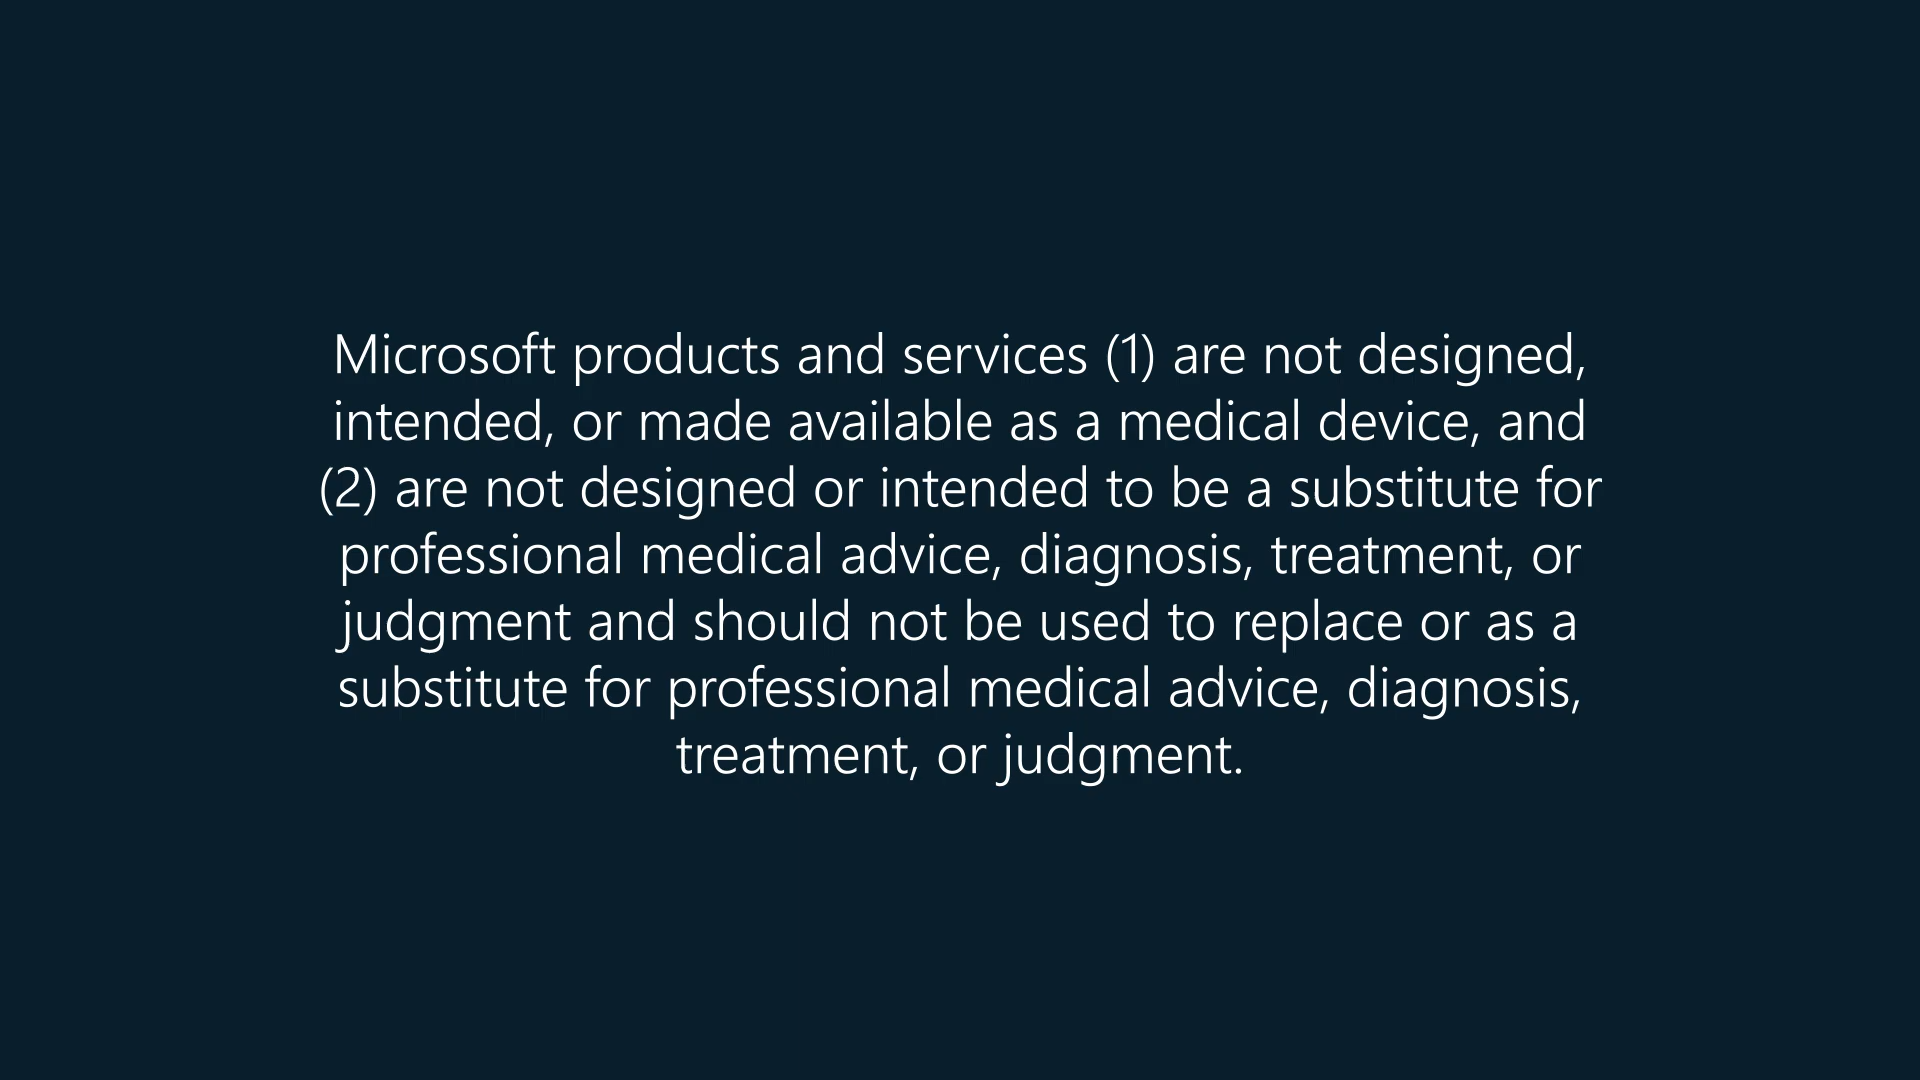 Microsoft products and services (1) are not designed,
intended, or made available as a medical device, and
(2) are not designed or intended to be a substitute for
professional medical advice, diagnosis, treatment, or
judgment and should not be used to replace or as a
substitute for professional medical advice, diagnosis,
treatment, or judgment.